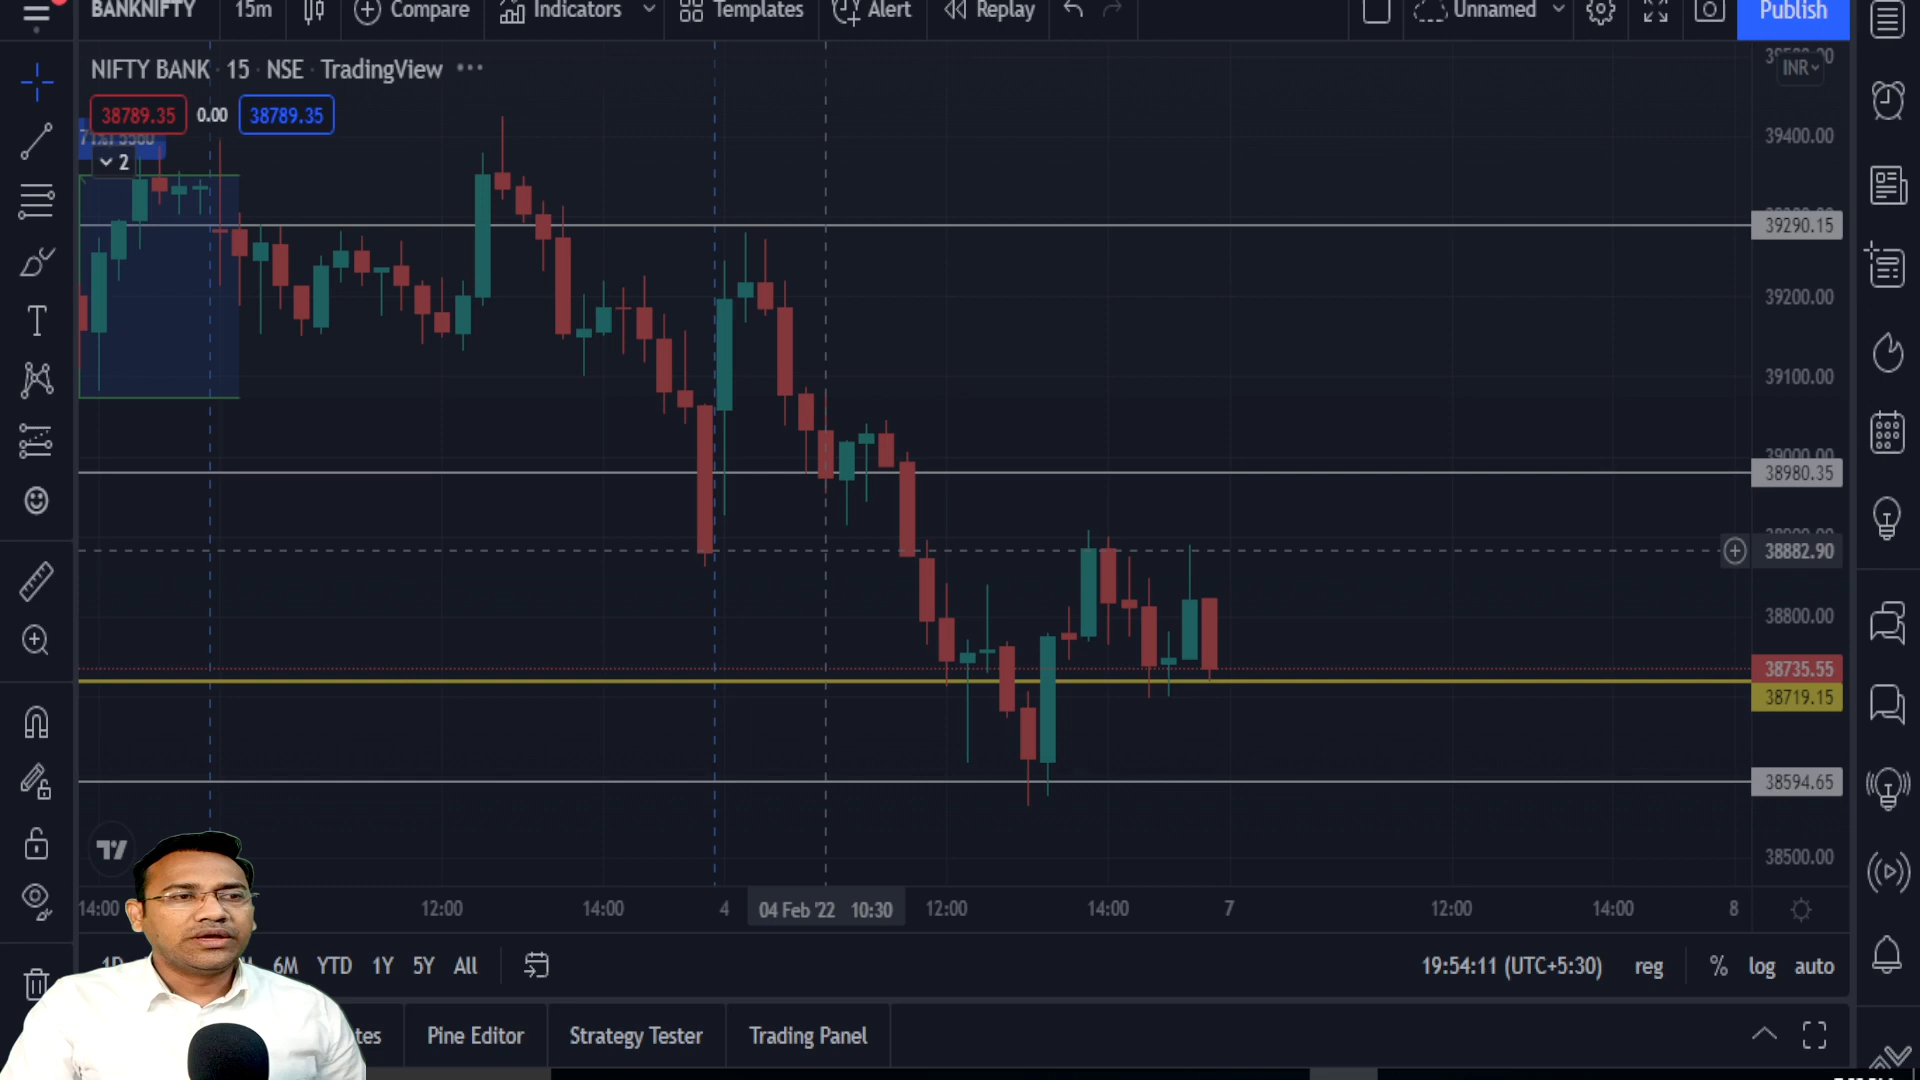 BANKNIFTY 15m Compare Indicators Templates Alert Replay Unnamed Publish
NIFTY BANK · 15 · NSE · TradingView
INR
38789.35 0.00 38789.35
2
39400.00
39290.15
39200.00
39100.00
39000.00
38980.35
38882.90
38800.00
38735.55
38719.15
38594.65
38500.00
14:00 12:00 14:00 4 04 Feb '22 10:30 12:00 14:00 7 12:00 14:00 8
1D 6M YTD 1Y 5Y All 19:54:11 (UTC+5:30) reg % log auto
Pine Editor Strategy Tester Trading Panel